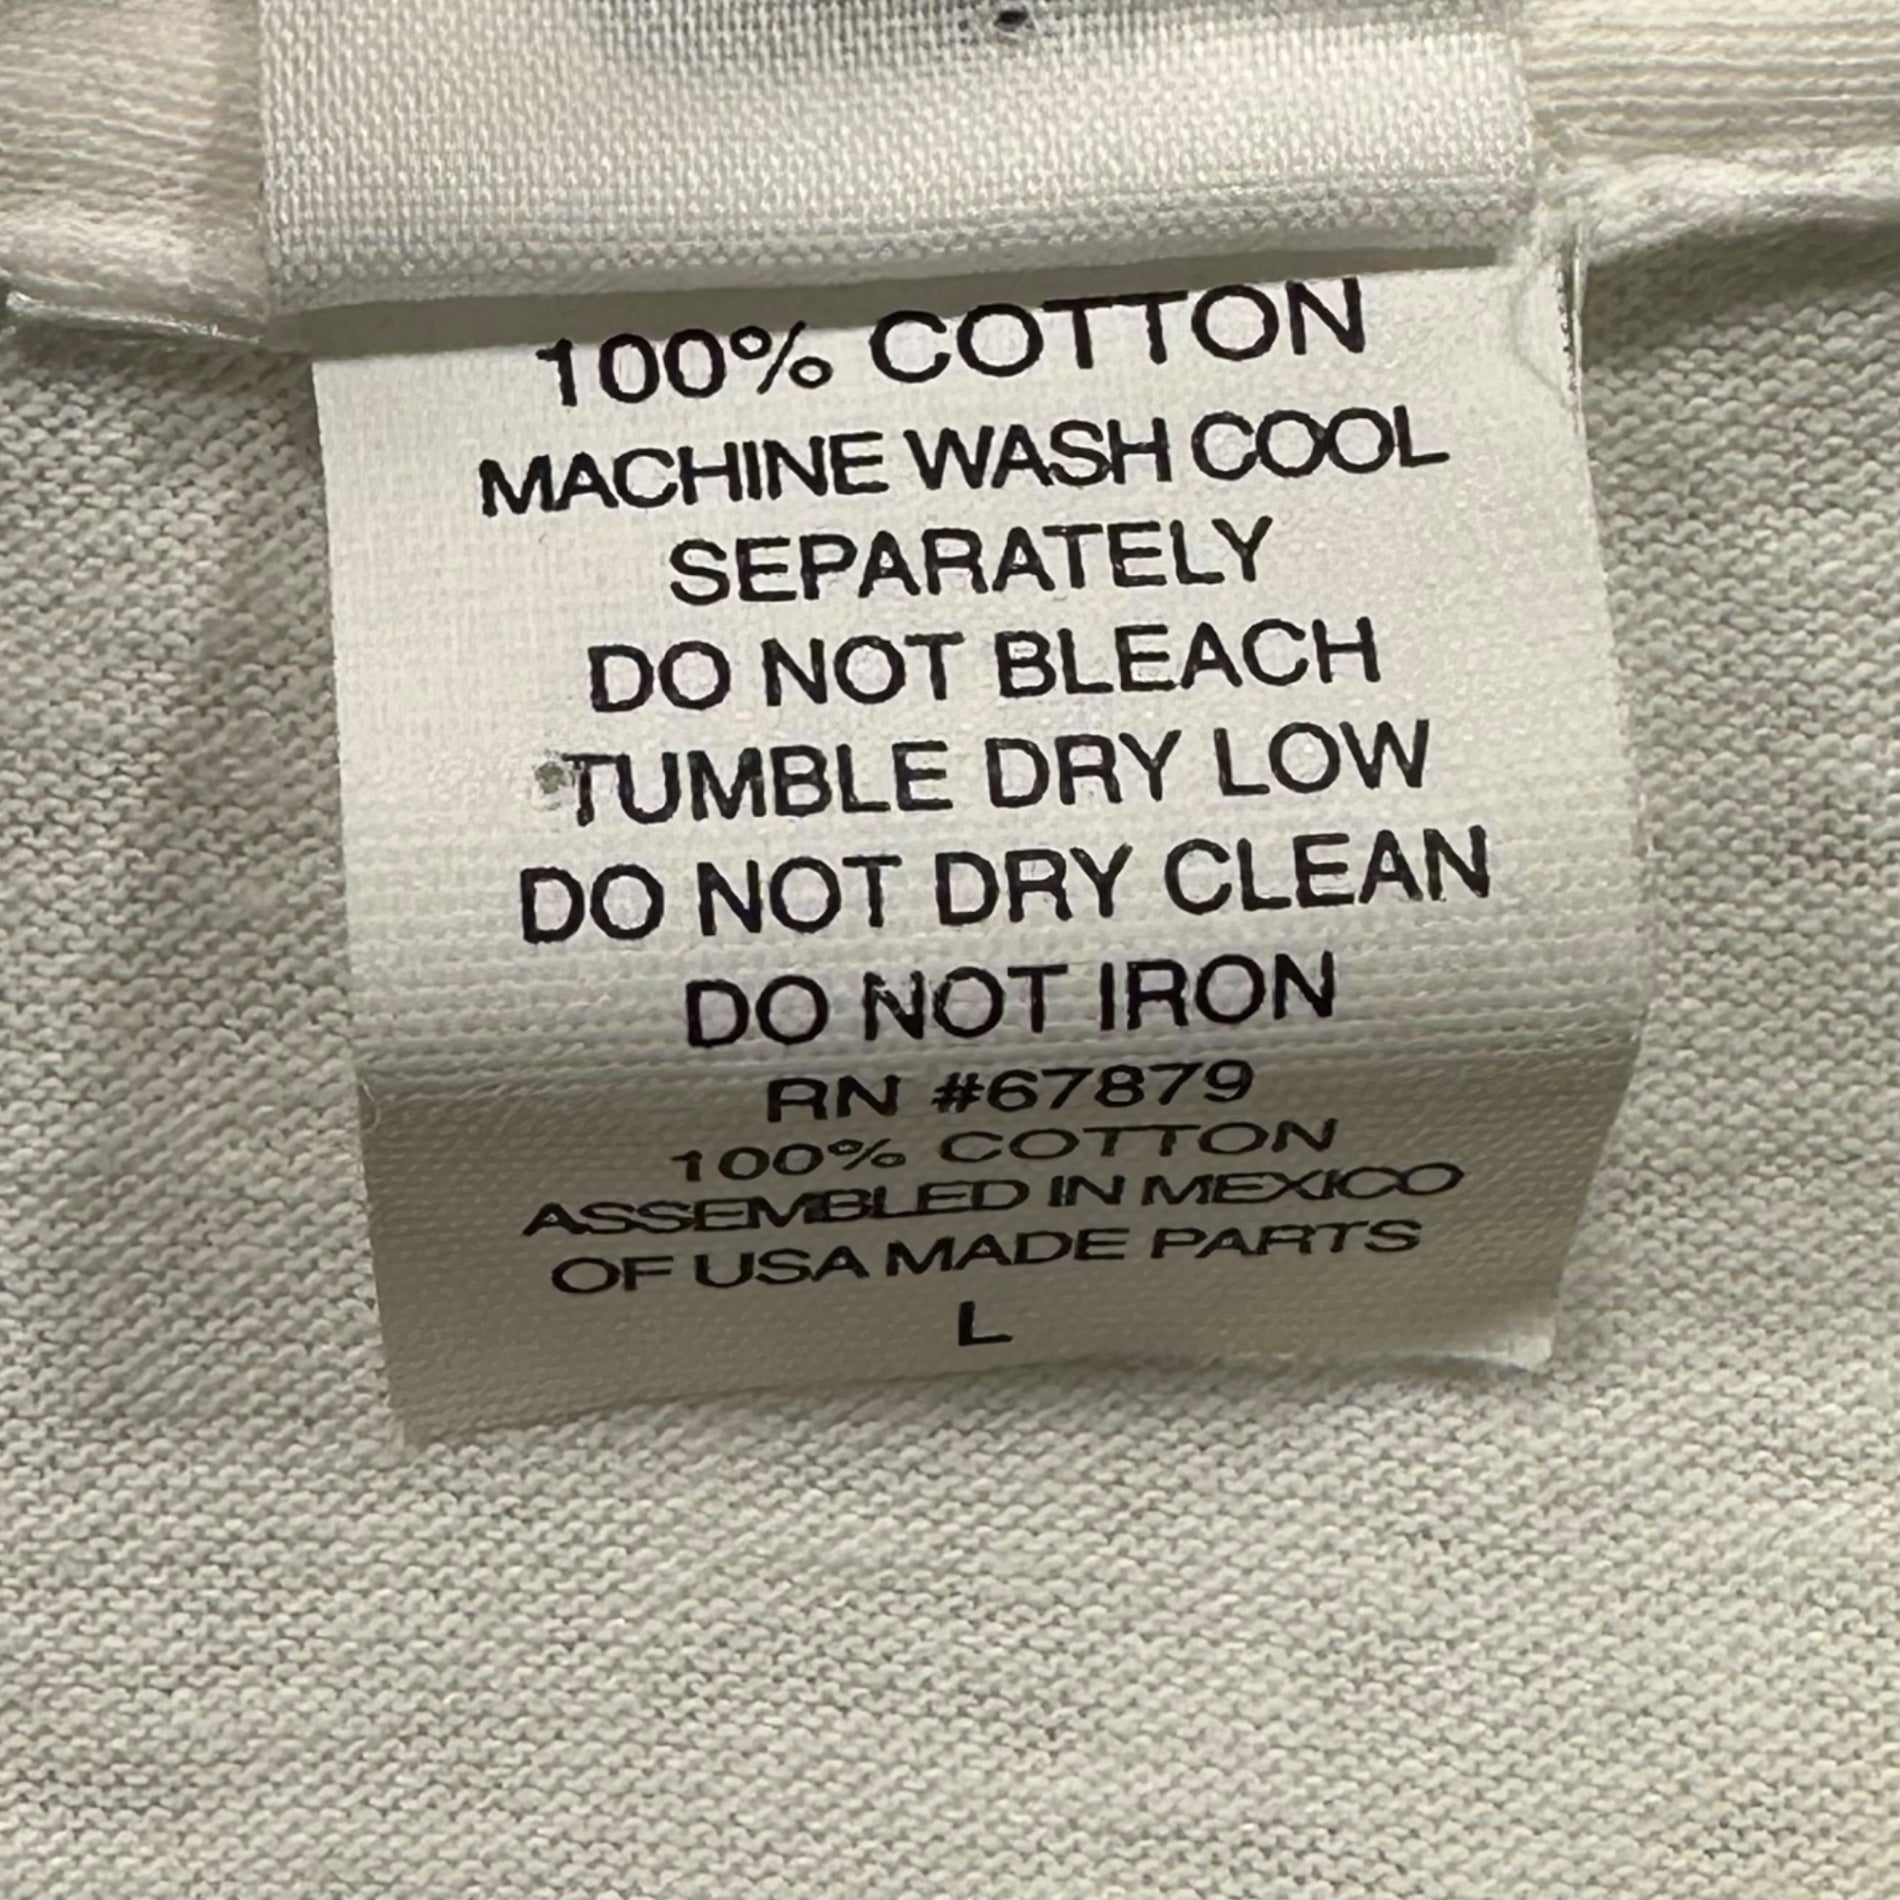 100% COTTON
MACHINE WASH COOL
SEPARATELY
DO NOT BLEACH
TUMBLE DRY LOW
DO NOT DRY CLEAN
DO NOT IRON
RN #67879
100% COTTON
ASSEMBLED IN MEXICO
OF USA MADE PARTS
L